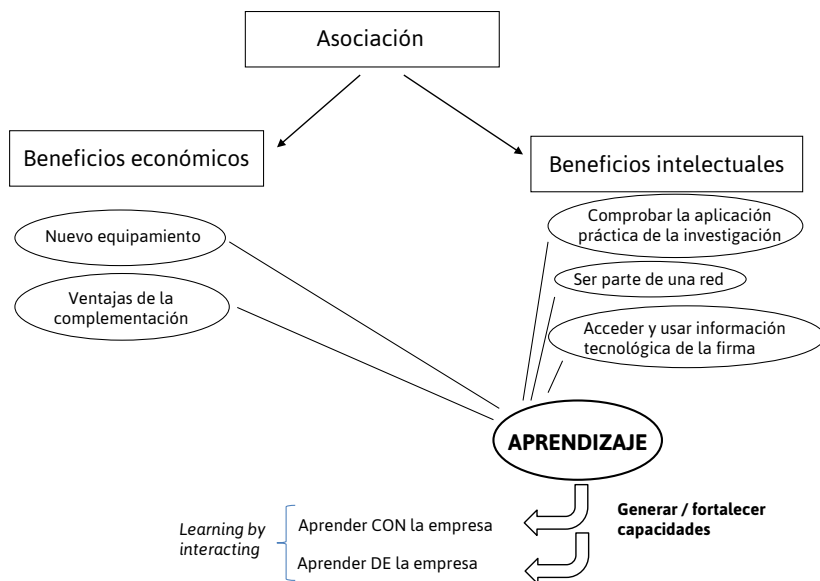 Asociación
Beneficios económicos
Beneficios intelectuales
Nuevo equipamiento
Ventajas de la
complementación
Comprobar la aplicación
práctica de la investigación
Ser parte de una red
Acceder y usar información
tecnológica de la firma
APRENDIZAJE
Generar / fortalecer
capacidades
Learning by
interacting
Aprender CON la empresa
Aprender DE la empresa